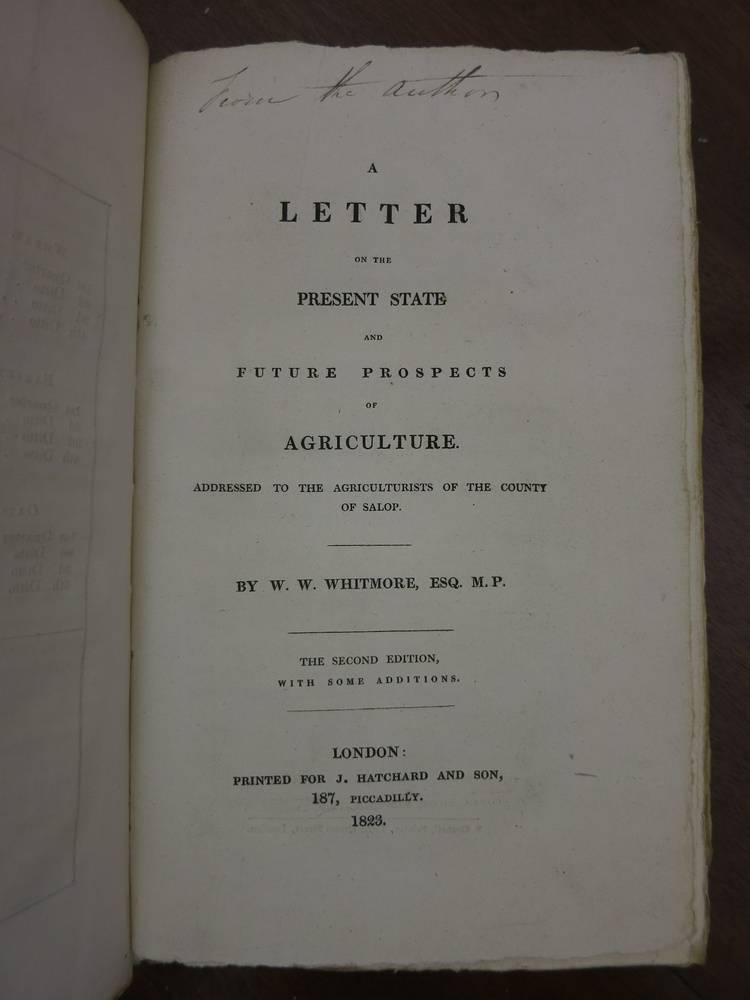 From the author
A
LETTER
ON THE
PRESENT STATE
AND
FUTURE PROSPECTS
OF
AGRICULTURE.
ADDRESSED TO THE AGRICULTURISTS OF THE COUNTY
OF SALOP.
BY W. W. WHITMORE, ESQ. M.P.
THE SECOND EDITION,
WITH SOME ADDITIONS.
LONDON:
PRINTED FOR J. HATCHARD AND SON,
187, PICCADILLY.
1823.